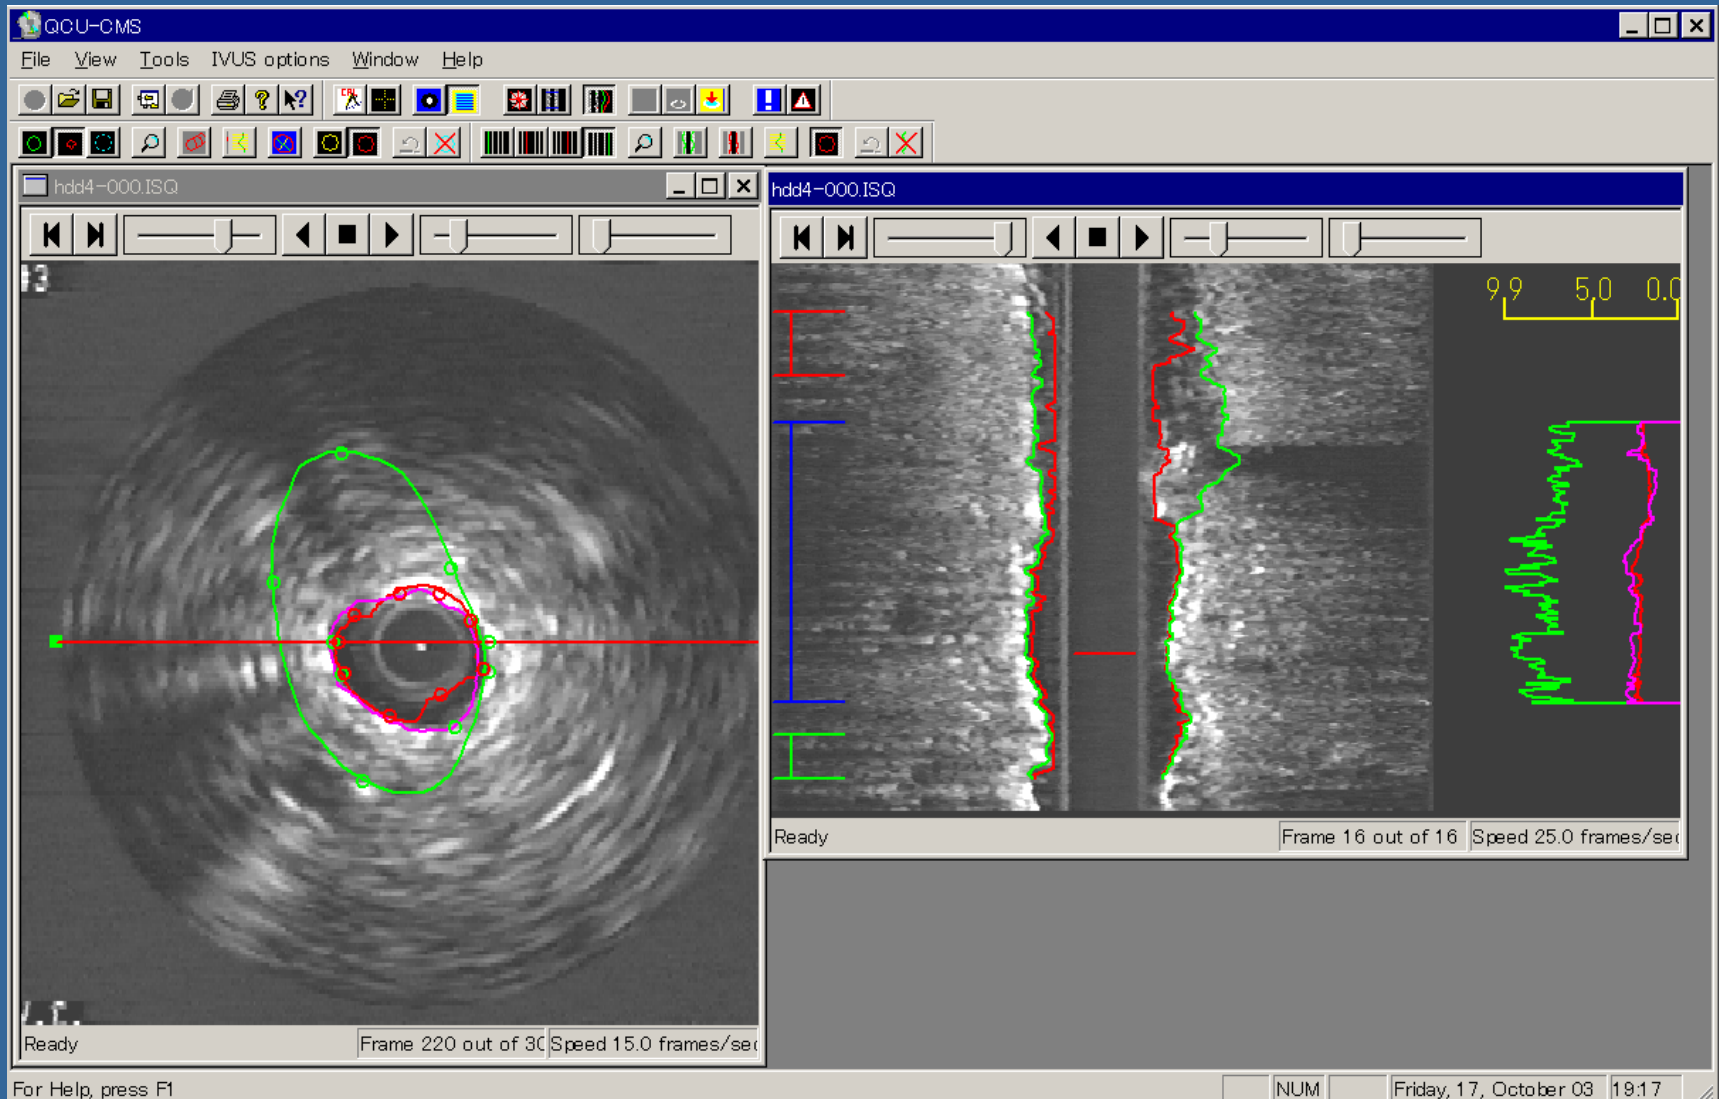 QCU-CMS
File View Tools IVUS options Window Help
hdd4-000.ISQ
Ready
Frame 220 out of 30
Speed 15.0 frames/sec
hdd4-000.ISQ
9.9 5.0 0.0
Ready
Frame 16 out of 16
Speed 25.0 frames/sec
For Help, press F1
NUM
Friday, 17, October 03
19:17